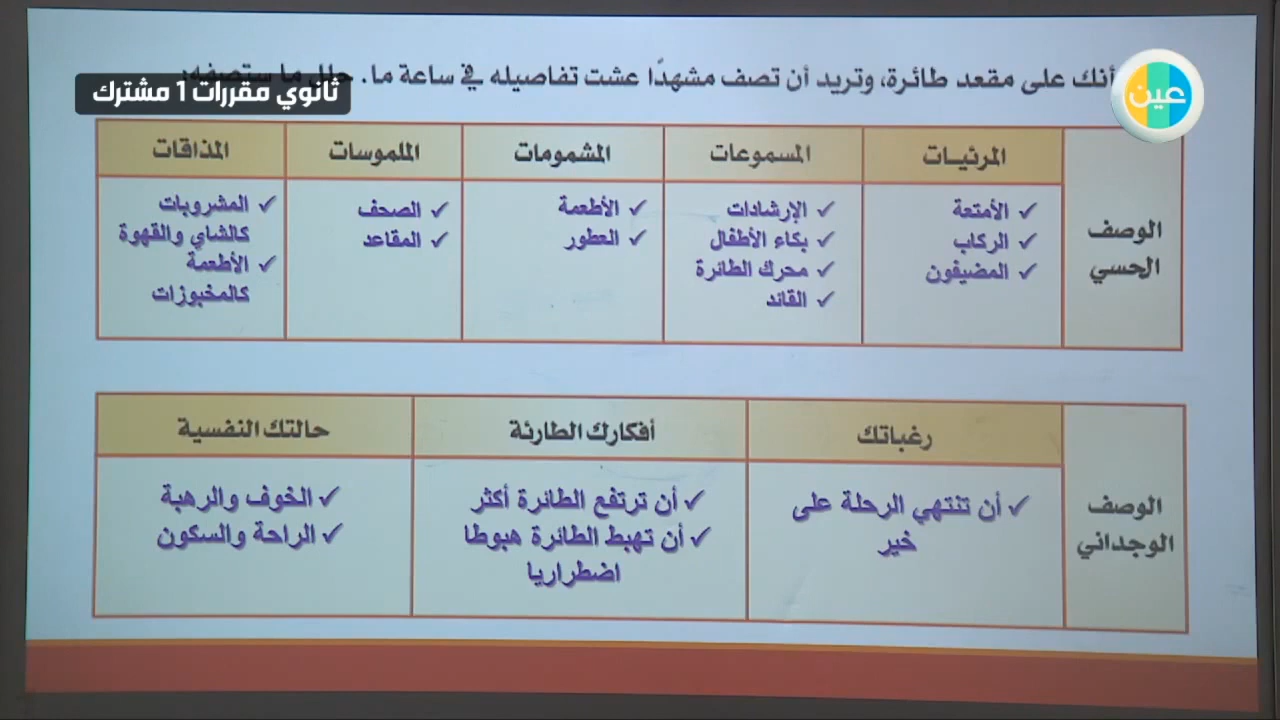 أنك على مقعد طائرة، وتريد أن تصف مشهدًا عشت تفاصيله في ساعة ما.
ثانوي مقررات 1 مشترك
عين
الوصف الحسي
المرئيات
المسموعات
المشمومات
الملموسات
المذاقات
✓ الأمتعة
✓ الركاب
✓ المضيفون
✓ الإرشادات
✓ بكاء الأطفال
✓ محرك الطائرة
✓ القائد
✓ الأطعمة
✓ العطور
✓ الصحف
✓ المقاعد
✓ المشروبات
كالشاي والقهوة
✓ الأطعمة
كالمخبوزات
الوصف الوجداني
رغباتك
أفكارك الطارئة
حالتك النفسية
✓ أن تنتهي الرحلة على
خير
✓ أن ترتفع الطائرة أكثر
✓ أن تهبط الطائرة هبوطا
اضطراريا
✓ الخوف والرهبة
✓ الراحة والسكون